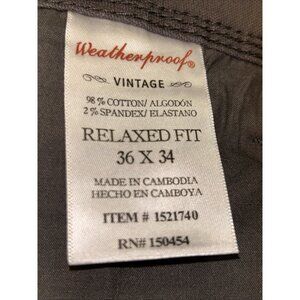 Weatherproof®
VINTAGE
98% COTTON/ ALGODÓN
2% SPANDEX/ ELASTANO
RELAXED FIT
36 X 34
MADE IN CAMBODIA
HECHO EN CAMBOYA
ITEM # 1521740
RN# 150454